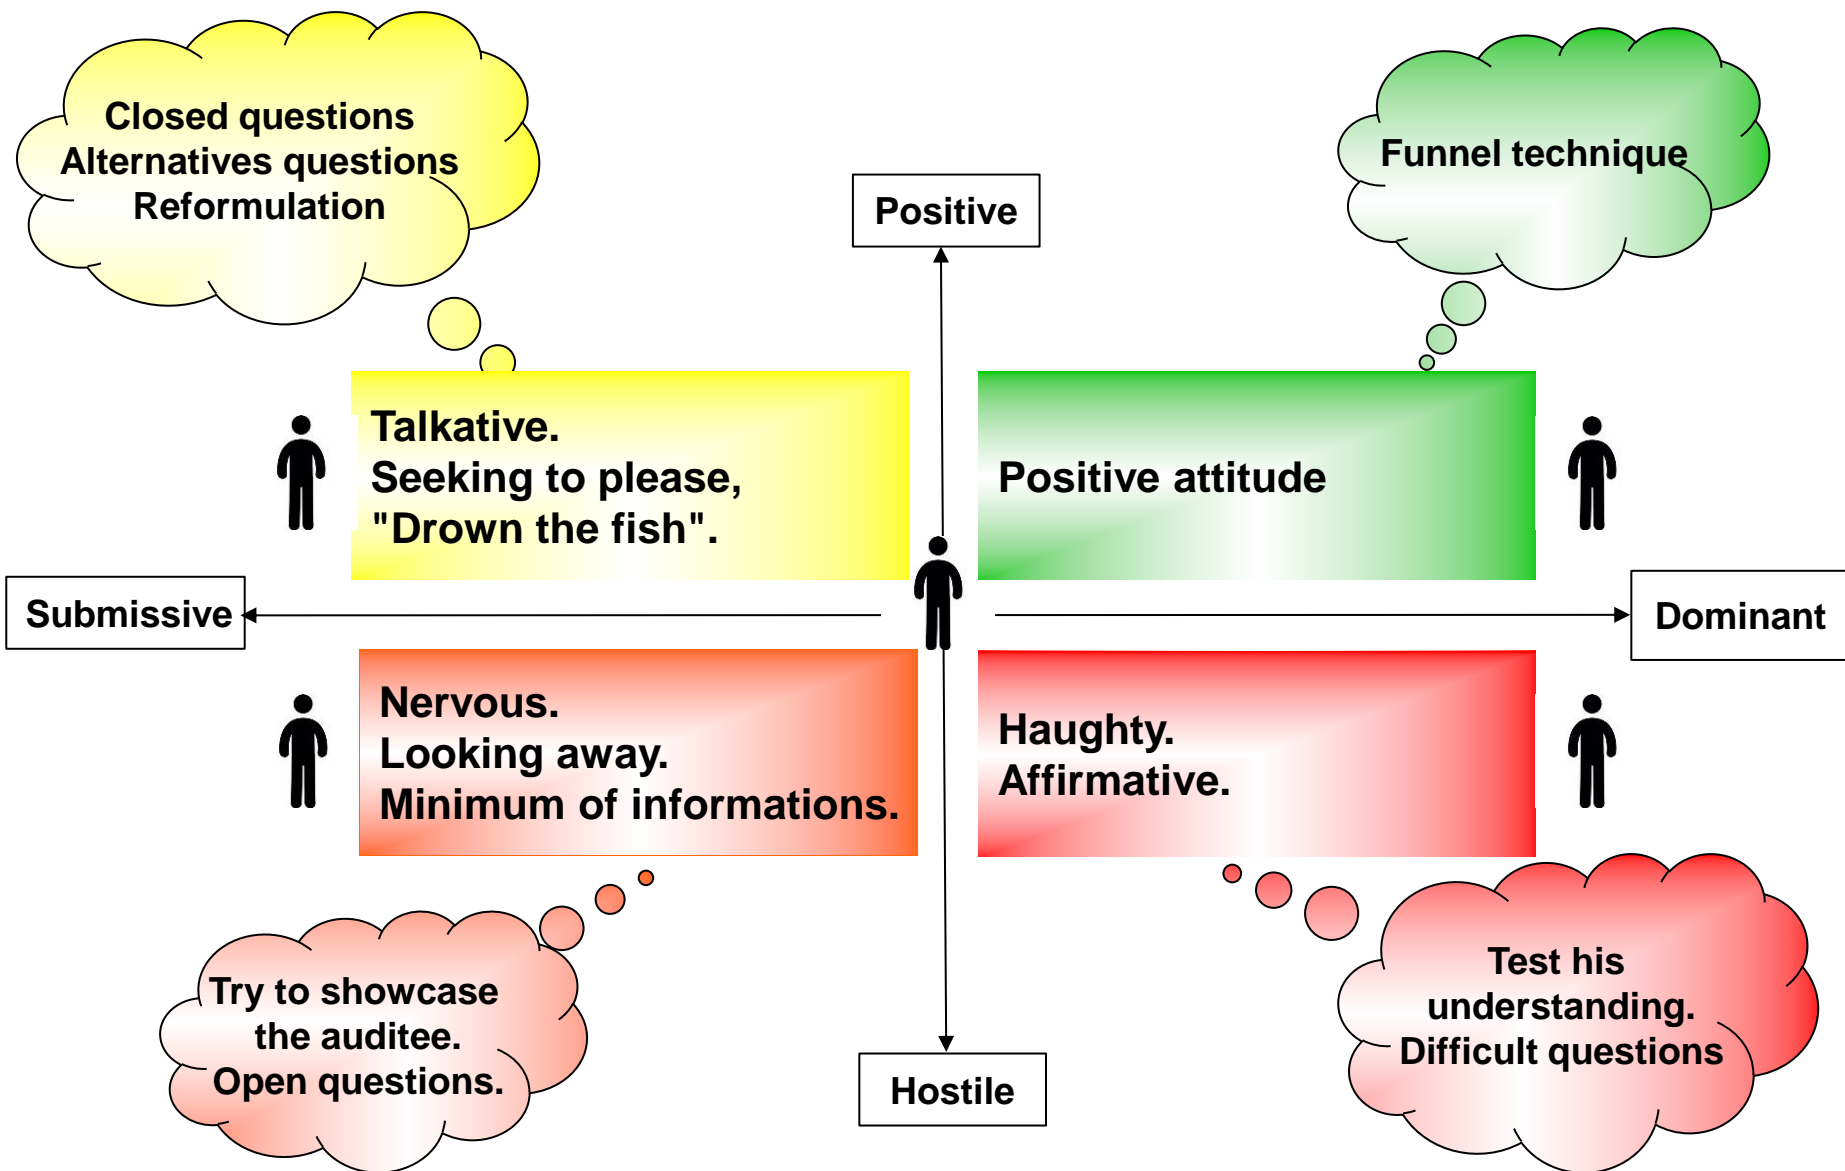 Closed questions
Alternatives questions
Reformulation
Funnel technique
Positive
Talkative.
Seeking to please,
"Drown the fish".
Positive attitude
Submissive
Dominant
Nervous.
Looking away.
Minimum of informations.
Haughty.
Affirmative.
Try to showcase
the auditee.
Open questions.
Test his
understanding.
Difficult questions
Hostile